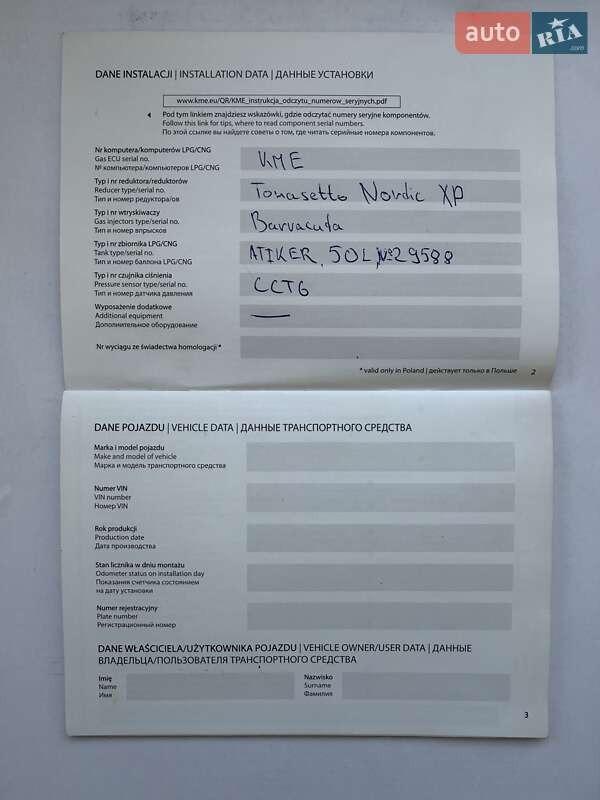 auto RIA .com
DANE INSTALACJI | INSTALLATION DATA | ДАННЫЕ УСТАНОВКИ
www.kme.eu/QR/KME_instrukcja_odczytu_numerow_seryjnych.pdf
Pod tym linkiem znajdziesz wskazówki, gdzie odczytać numery seryjne komponentów.
Follow this link for tips, where to read component serial numbers.
По этой ссылке вы найдете советы о том, где читать серийные номера компонентов.
Nr komputera/komputerów LPG/CNG
Gas ECU serial no.
№ компьютера/компьютеров LPG/CNG
KME
Typ i nr reduktora/reduktorów
Reducer type/serial no.
Тип и номер редуктора/ов
Tomasetto Nordic XP
Typ i nr wtryskiwaczy
Gas injectors type/serial no.
Тип и номер впрысков
Barracuda
Typ i nr zbiornika LPG/CNG
Tank type/serial no.
Тип и номер баллона LPG/CNG
ATIKER, 50L, №29588
Typ i nr czujnika ciśnienia
Pressure sensor type/serial no.
Тип и номер датчика давления
CCT6
Wyposażenie dodatkowe
Additional equipment
Дополнительное оборудование
—
Nr wyciągu ze świadectwa homologacji *
* valid only in Poland | действует только в Польше
2
DANE POJAZDU | VEHICLE DATA | ДАННЫЕ ТРАНСПОРТНОГО СРЕДСТВА
Marka i model pojazdu
Make and model of vehicle
Марка и модель транспортного средства
Numer VIN
VIN number
Номер VIN
Rok produkcji
Production date
Дата производства
Stan licznika w dniu montażu
Odometer status on installation day
Показания счетчика состоянием
на дату установки
Numer rejestracyjny
Plate number
Регистрационный номер
DANE WŁAŚCICIELA/UŻYTKOWNIKA POJAZDU | VEHICLE OWNER/USER DATA | ДАННЫЕ
ВЛАДЕЛЬЦА/ПОЛЬЗОВАТЕЛЯ ТРАНСПОРТНОГО СРЕДСТВА
Imię
Name
Имя
Nazwisko
Surname
Фамилия
3